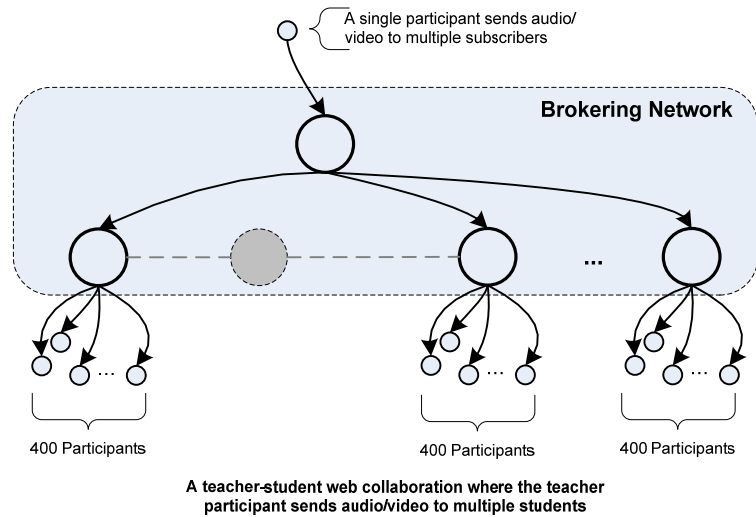 A single participant sends audio/
video to multiple subscribers
Brokering Network
...
... ... ...
400 Participants 400 Participants 400 Participants
A teacher-student web collaboration where the teacher
participant sends audio/video to multiple students